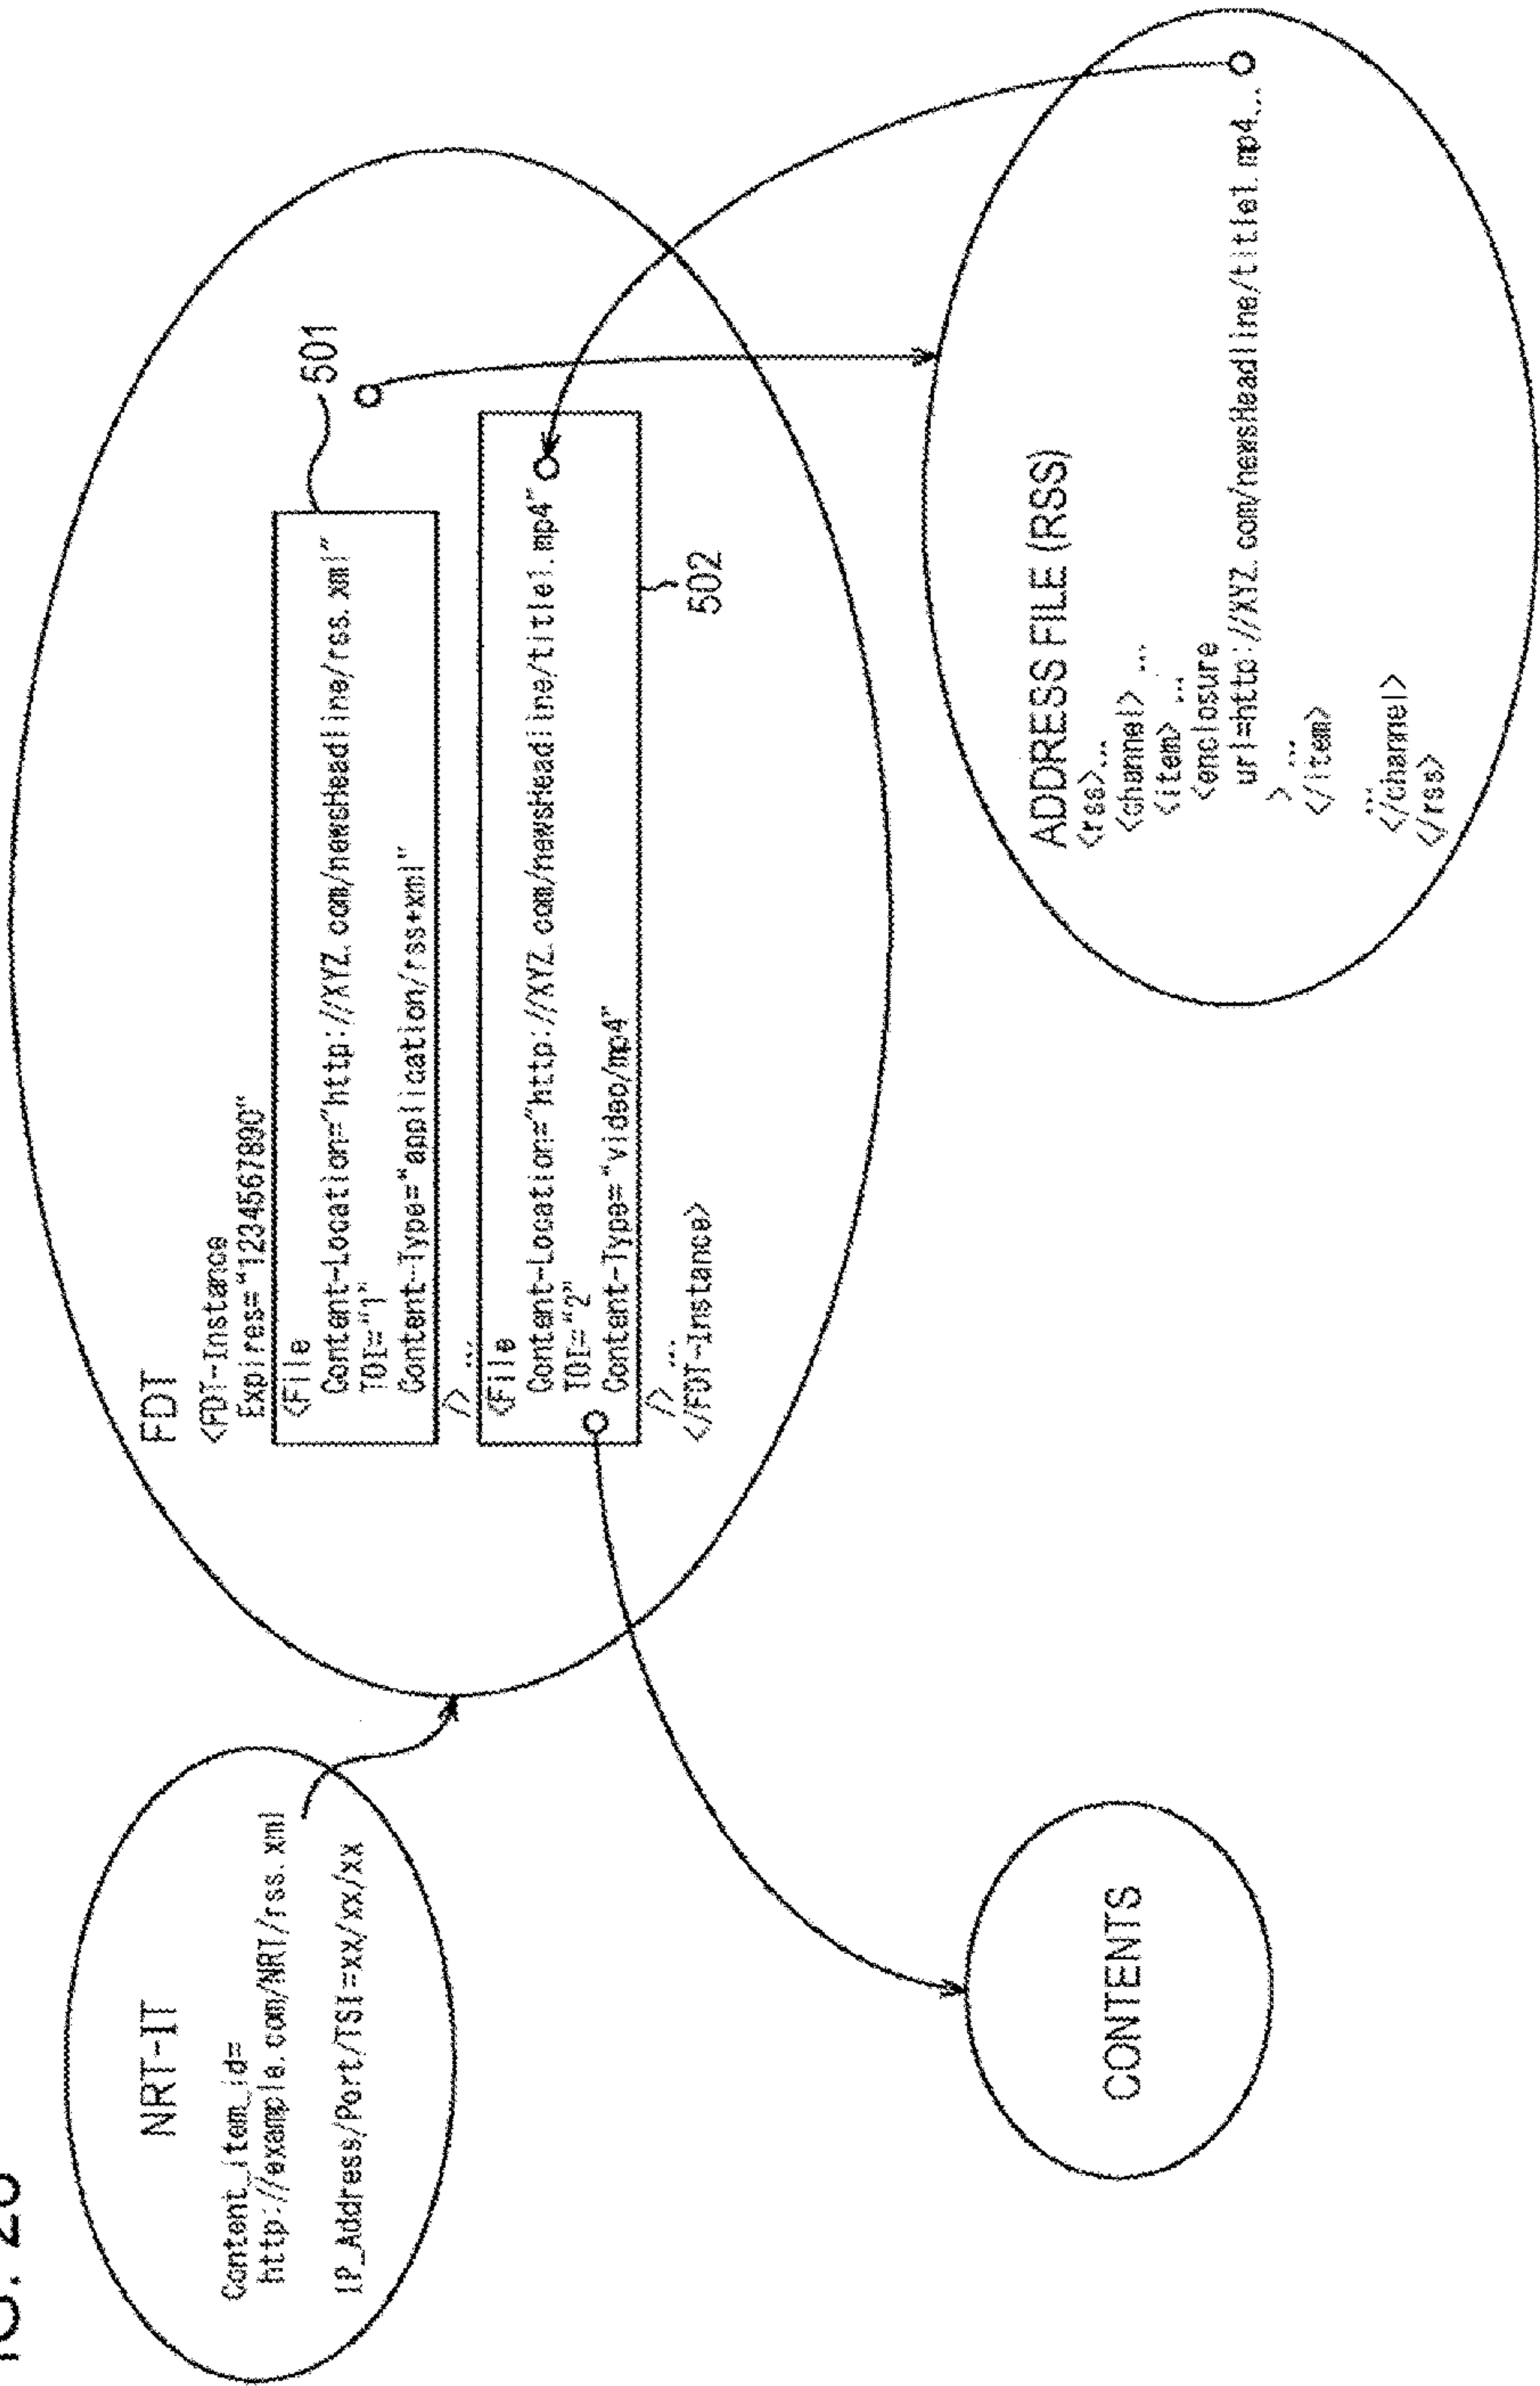 NRT-IT
Content_item_id=
http://example.com/NRT/rss.xml
IP_Address/Port/TSI=xx/xx/xx
FDT
<FDT-Instance
Expires="1234567890"
<File
Content-Location="http://XYZ.com/newsHeadline/rss.xml"
TOI="1"
Content-Type="application/rss+xml"
/> ...
<File
Content-Location="http://XYZ.com/newsHeadline/title1.mp4"
TOI="2"
Content-Type="video/mp4"
/> ...
</FDT-Instance>
501
502
CONTENTS
ADDRESS FILE (RSS)
<rss>...
<channel> ...
<item> ...
<enclosure
url=http://XYZ.com/newsHeadline/title1.mp4...
>
...
</item>
...
</channel>
</rss>